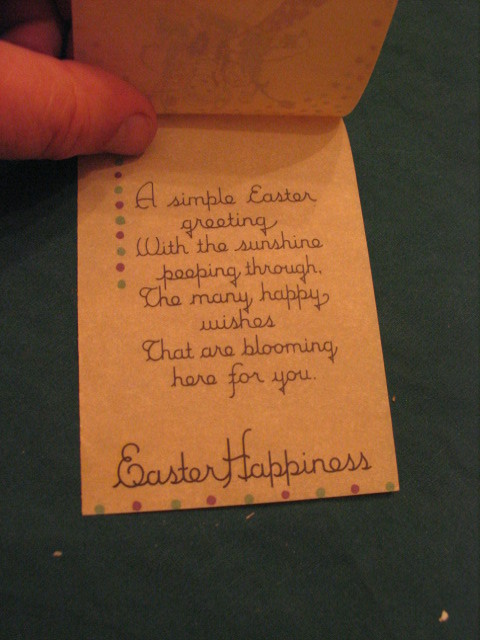 A simple Easter
greeting
With the sunshine
peeping through,
The many happy
wishes
That are blooming
here for you.
Easter Happiness